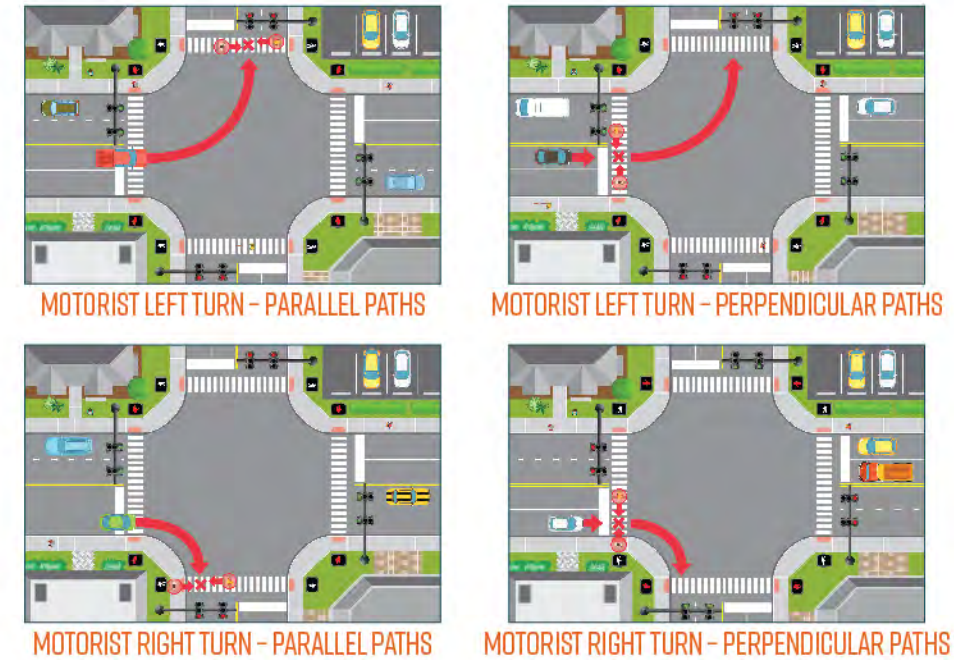 MOTORIST LEFT TURN – PARALLEL PATHS
MOTORIST LEFT TURN – PERPENDICULAR PATHS
MOTORIST RIGHT TURN – PARALLEL PATHS
MOTORIST RIGHT TURN – PERPENDICULAR PATHS